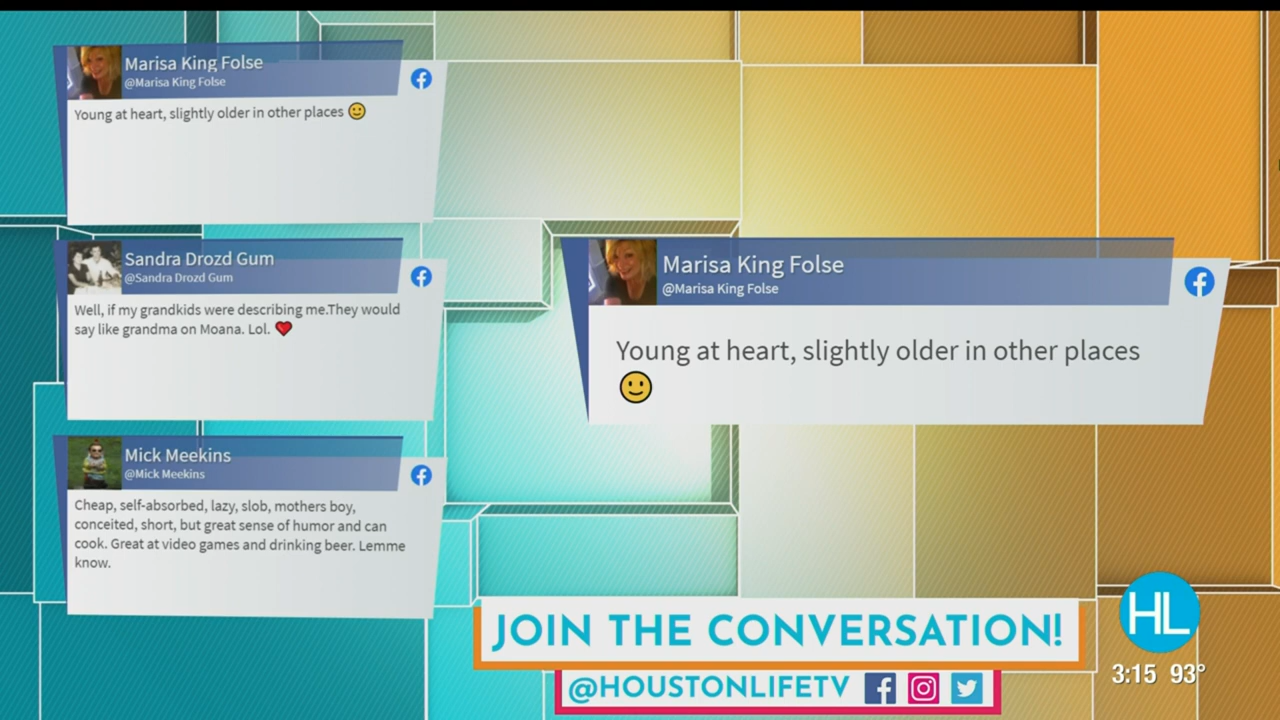 Marisa King Folse
@Marisa King Folse
Young at heart, slightly older in other places 🙂
Sandra Drozd Gum
@Sandra Drozd Gum
Well, if my grandkids were describing me.They would
say like grandma on Moana. Lol. ❤️
Mick Meekins
@Mick Meekins
Cheap, self-absorbed, lazy, slob, mothers boy,
conceited, short, but great sense of humor and can
cook. Great at video games and drinking beer. Lemme
know.
Marisa King Folse
@Marisa King Folse
Young at heart, slightly older in other places
🙂
JOIN THE CONVERSATION!
@HOUSTONLIFETV
HL
3:15 93°